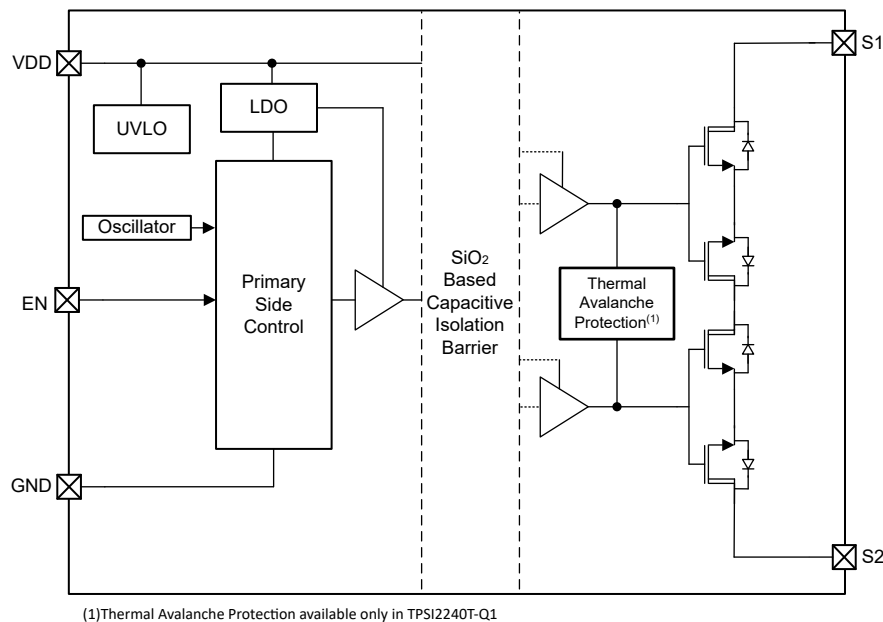 S1
VDD
LDO
UVLO
Oscillator
SiO2
Based
Capacitive
Isolation
Barrier
Primary
Side
Control
Thermal
Avalanche
Protection(1)
EN
GND
S2
(1)Thermal Avalanche Protection available only in TPSI2240T-Q1